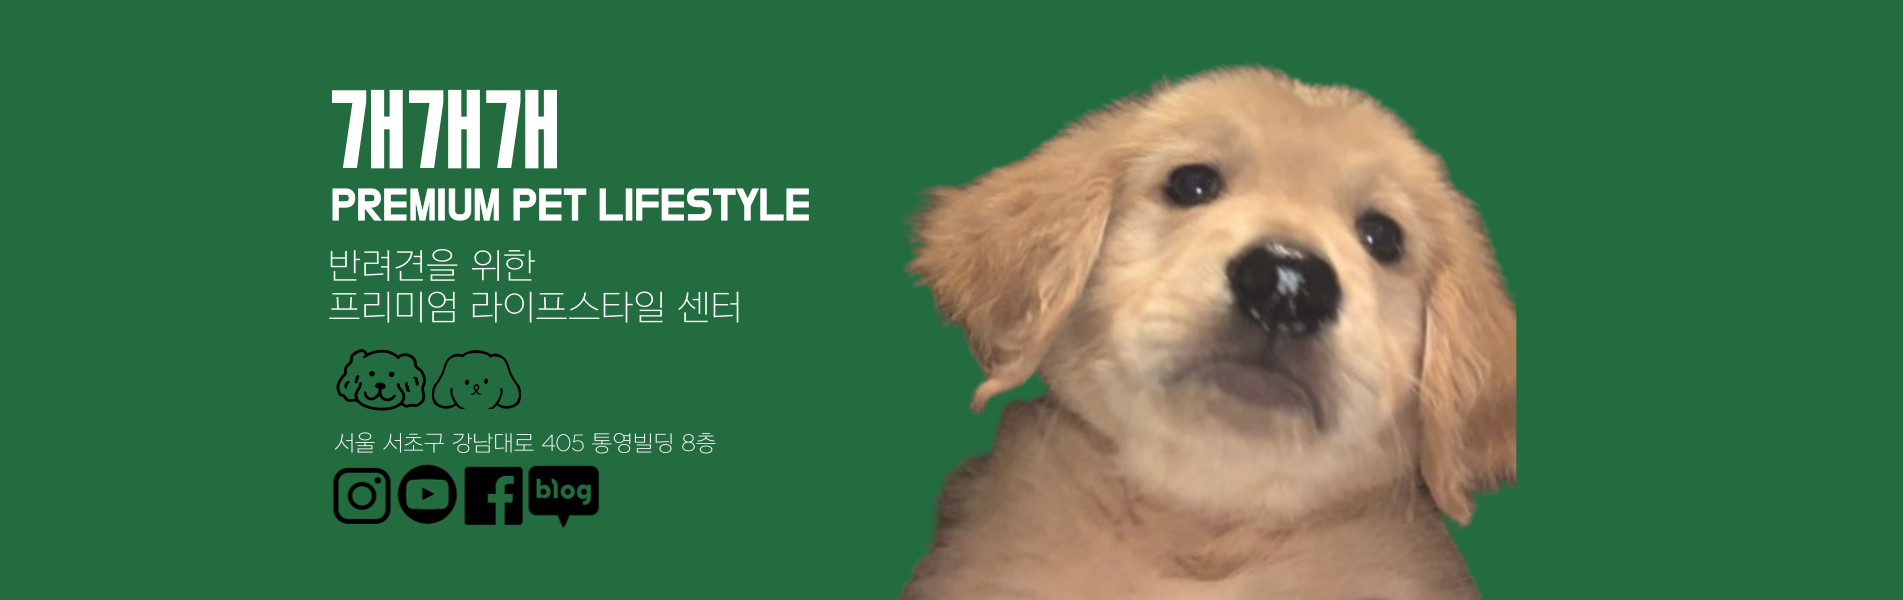 개개개
PREMIUM PET LIFESTYLE
반려견을 위한
프리미엄 라이프스타일 센터
서울 서초구 강남대로 405 통영빌딩 8층
blog